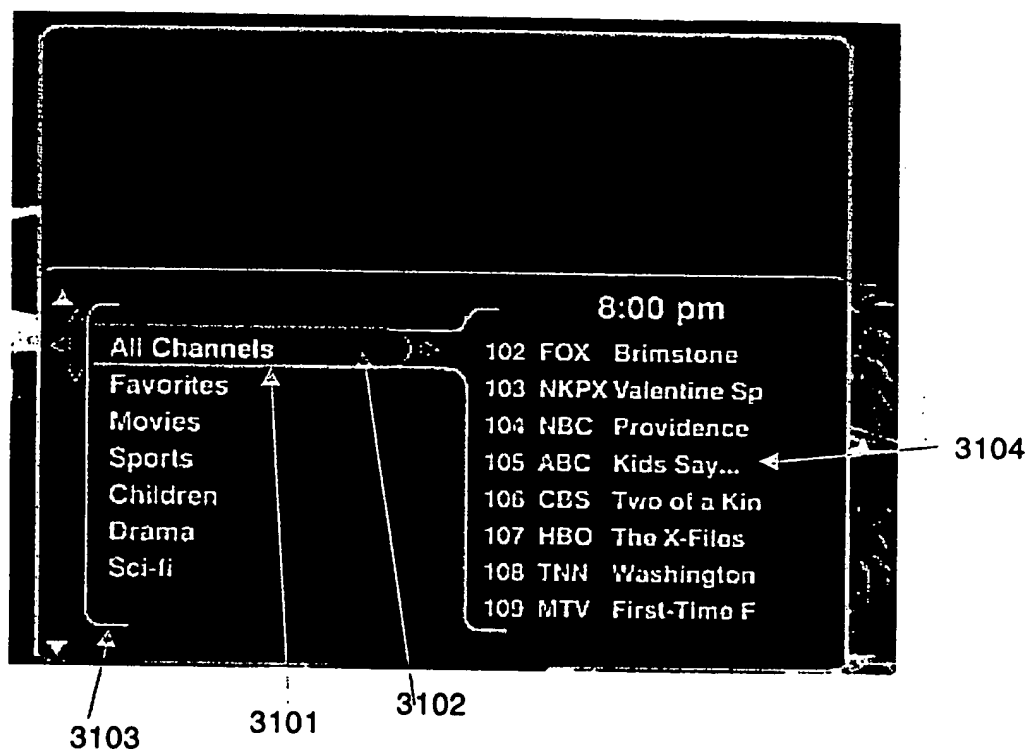 8:00 pm
All Channels
Favorites
Movies
Sports
Children
Drama
Sci-fi
102 FOX Brimstone
103 NKPX Valentine Sp
104 NBC Providence
105 ABC Kids Say...
106 CBS Two of a Kin
107 HBO The X-Files
108 TNN Washington
109 MTV First-Time F
3104
3103
3101
3102